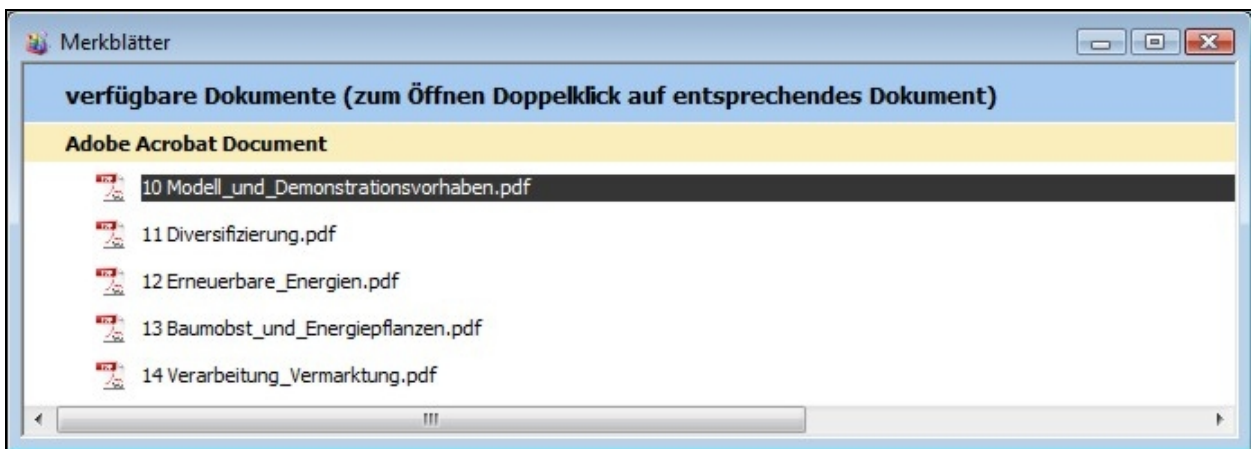 Merkblätter
verfügbare Dokumente (zum Öffnen Doppelklick auf entsprechendes Dokument)
Adobe Acrobat Document
10 Modell_und_Demonstrationsvorhaben.pdf
11 Diversifizierung.pdf
12 Erneuerbare_Energien.pdf
13 Baumobst_und_Energiepflanzen.pdf
14 Verarbeitung_Vermarktung.pdf